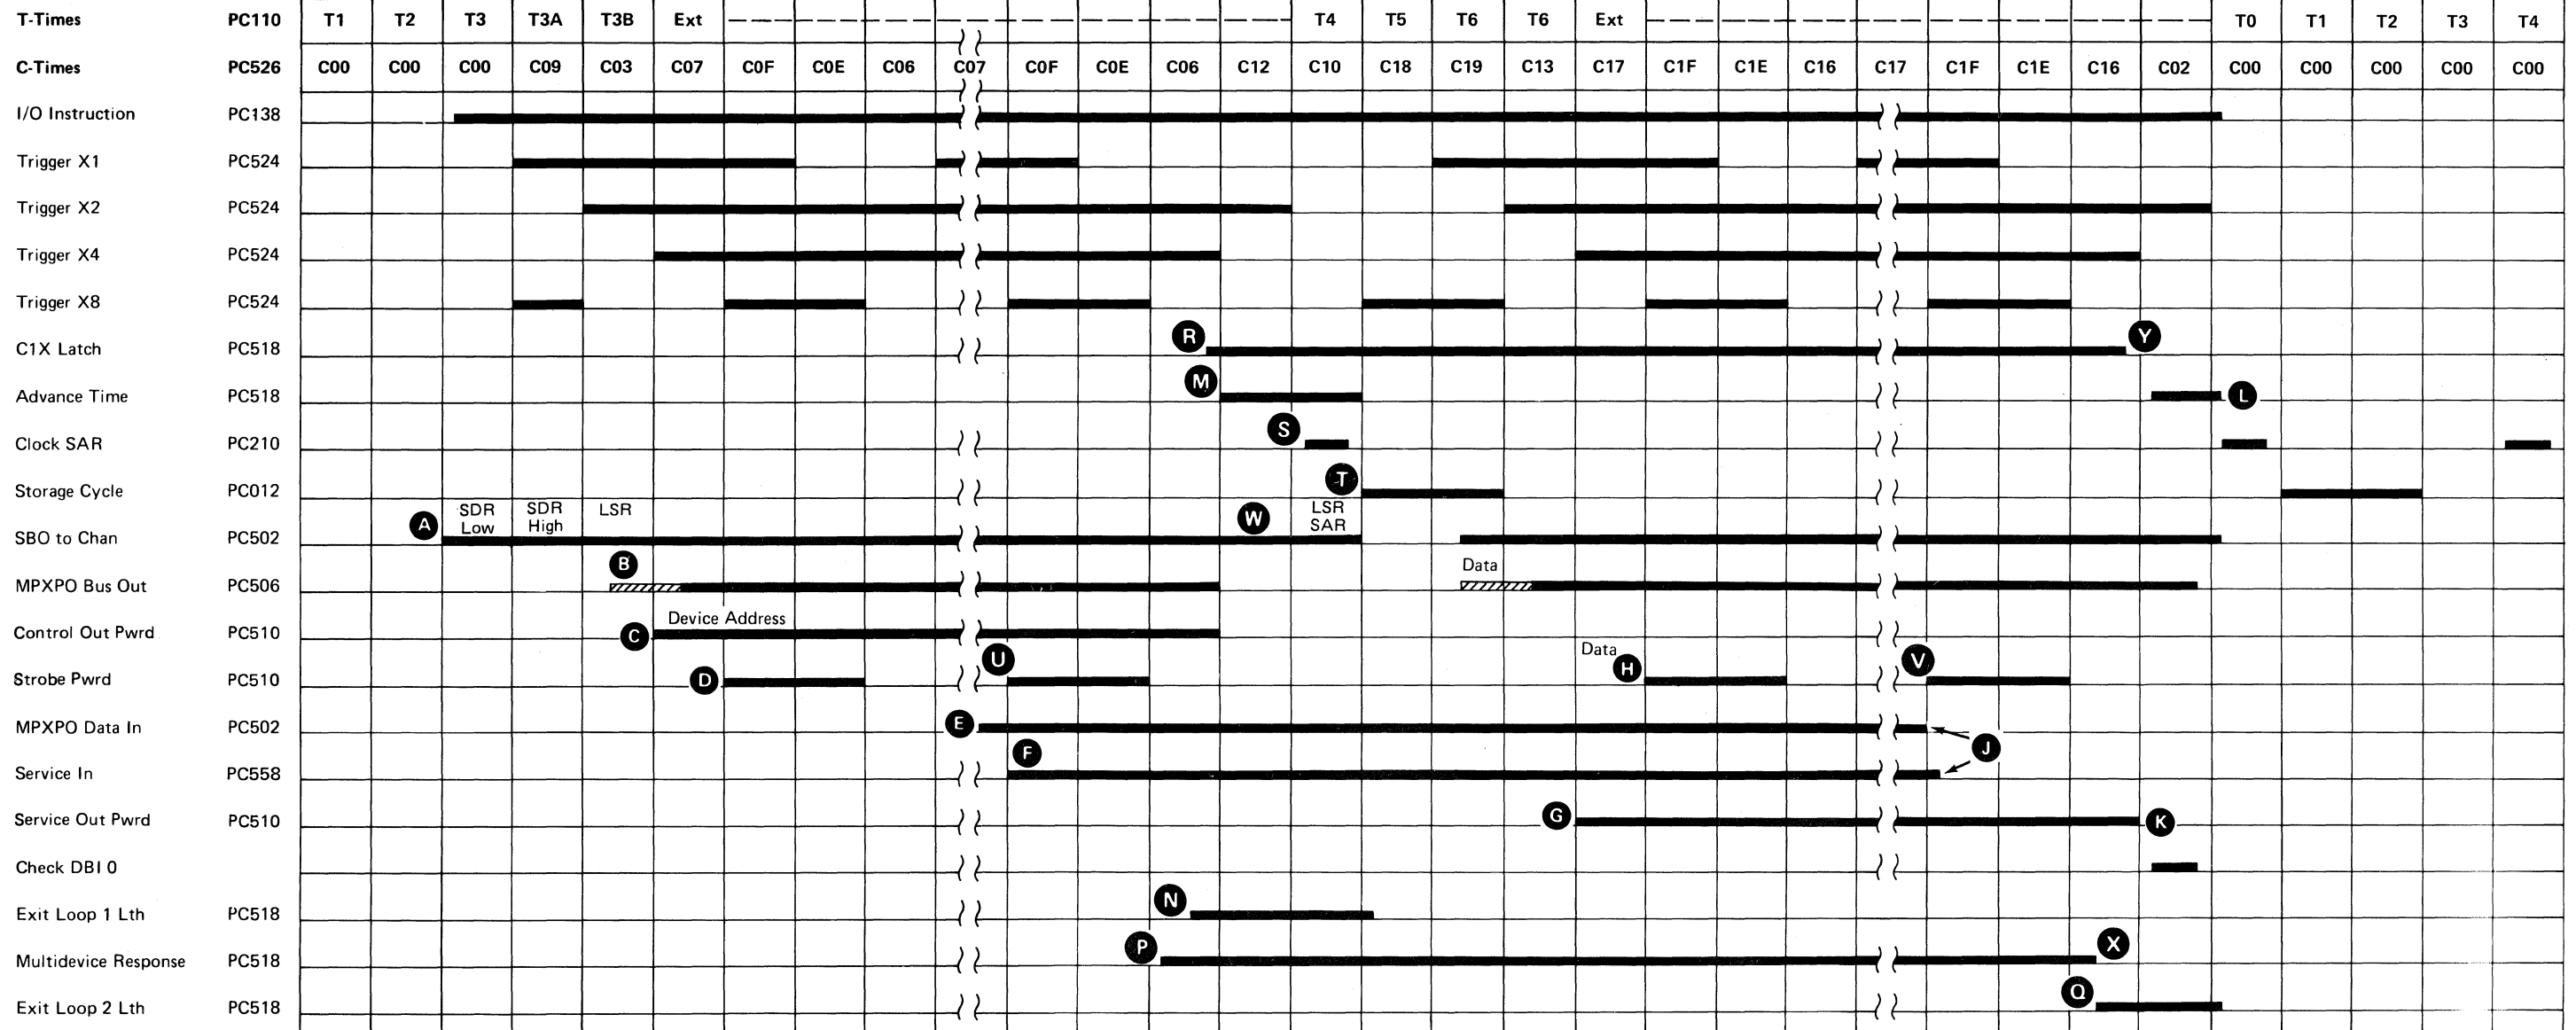 T-Times PC110 T1 T2 T3 T3A T3B Ext T4 T5 T6 T6 Ext T0 T1 T2 T3 T4
C-Times PC526 C00 C00 C00 C09 C03 C07 C0F C0E C06 C07 C0F C0E C06 C12 C10 C18 C19 C13 C17 C1F C1E C16 C17 C1F C1E C16 C02 C00 C00 C00 C00 C00
I/O Instruction PC138
Trigger X1 PC524
Trigger X2 PC524
Trigger X4 PC524
Trigger X8 PC524
R Y
C1X Latch PC518
M
Advance Time PC518 L
S
Clock SAR PC210
T
Storage Cycle PC012
SDR Low SDR High LSR W LSR SAR
A
SBO to Chan PC502
B Data
MPXPO Bus Out PC506
Device Address
Control Out Pwrd PC510 C
U Data H V
Strobe Pwrd PC510 D
MPXPO Data In PC502 E
F J
Service In PC558
Service Out Pwrd PC510 G K
Check DBI 0
N
Exit Loop 1 Lth PC518
P X
Multidevice Response PC518
Q
Exit Loop 2 Lth PC518